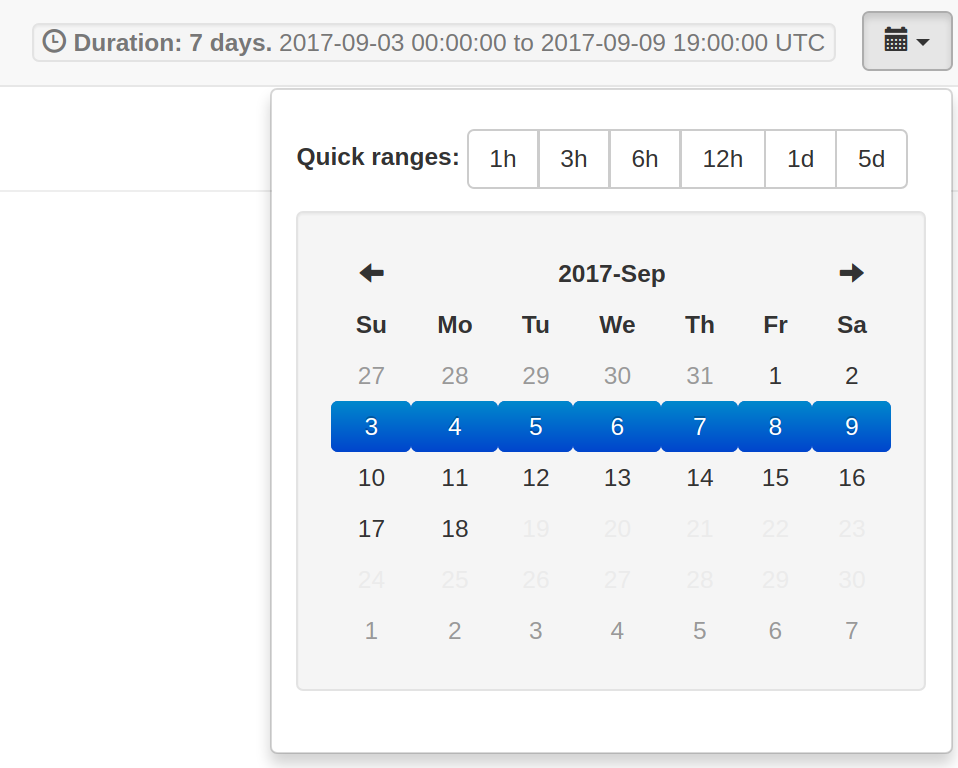 Duration: 7 days. 2017-09-03 00:00:00 to 2017-09-09 19:00:00 UTC
Quick ranges: 1h 3h 6h 12h 1d 5d
2017-Sep
Su Mo Tu We Th Fr Sa
27 28 29 30 31 1 2
3 4 5 6 7 8 9
10 11 12 13 14 15 16
17 18 19 20 21 22 23
24 25 26 27 28 29 30
1 2 3 4 5 6 7